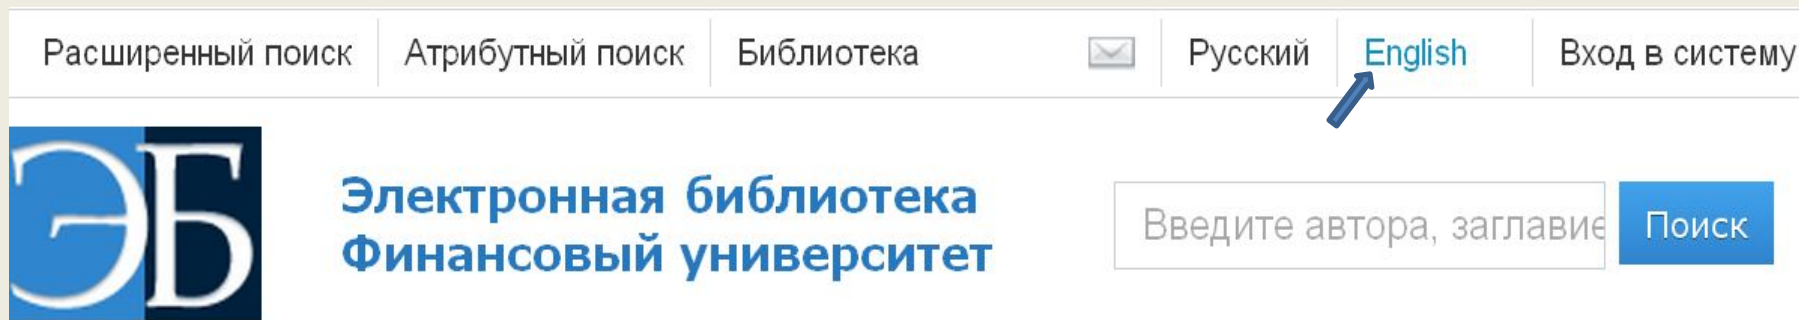 Расширенный поиск Атрибутный поиск Библиотека Русский English Вход в систему
ЭБ
Электронная библиотека
Финансовый университет
Введите автора, заглавие
Поиск